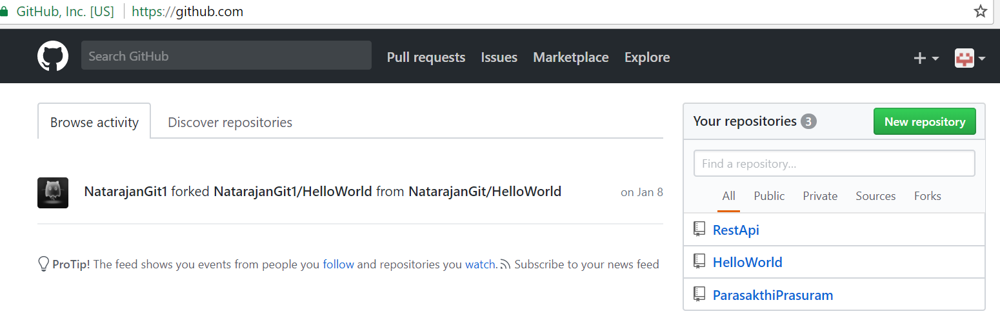 GitHub, Inc. [US] https://github.com
Search GitHub Pull requests Issues Marketplace Explore
Browse activity Discover repositories
NatarajanGit1 forked NatarajanGit1/HelloWorld from NatarajanGit/HelloWorld on Jan 8
ProTip! The feed shows you events from people you follow and repositories you watch. Subscribe to your news feed
Your repositories 3 New repository
Find a repository...
All Public Private Sources Forks
RestApi
HelloWorld
ParasakthiPrasuram